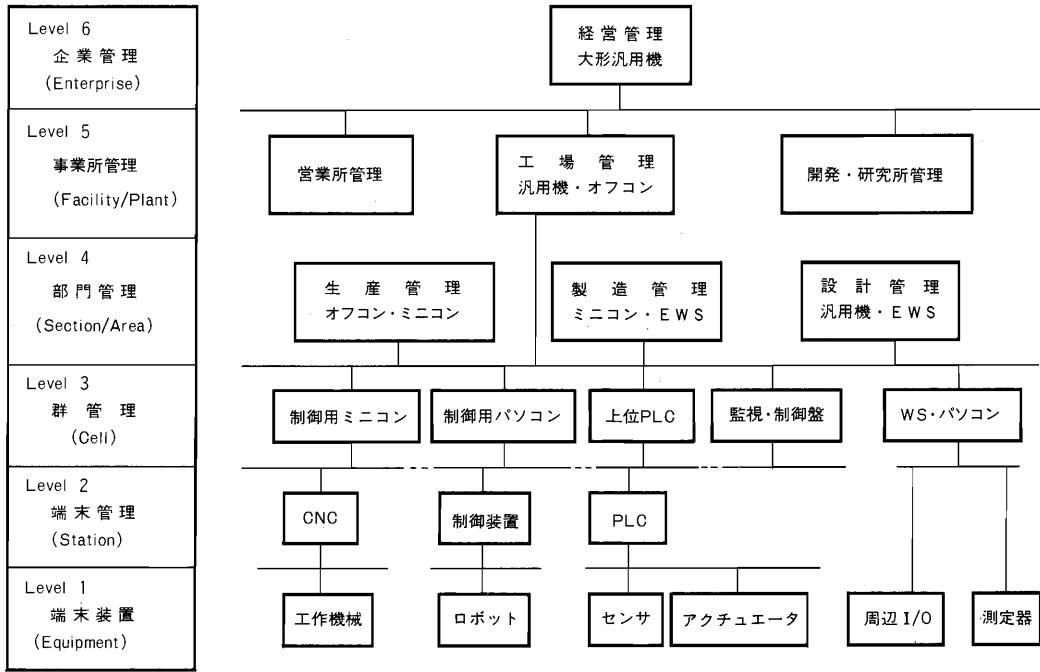 Level 6
企業管理
(Enterprise)
経営管理
大形汎用機
Level 5
事業所管理
(Facility/Plant)
営業所管理
工場管理
汎用機・オフコン
開発・研究所管理
Level 4
部門管理
(Section/Area)
生産管理
オフコン・ミニコン
製造管理
ミニコン・EWS
設計管理
汎用機・EWS
Level 3
群管理
(Cell)
制御用ミニコン
制御用パソコン
上位PLC
監視・制御盤
WS・パソコン
Level 2
端末管理
(Station)
CNC
制御装置
PLC
Level 1
端末装置
(Equipment)
工作機械
ロボット
センサ
アクチュエータ
周辺I/O
測定器